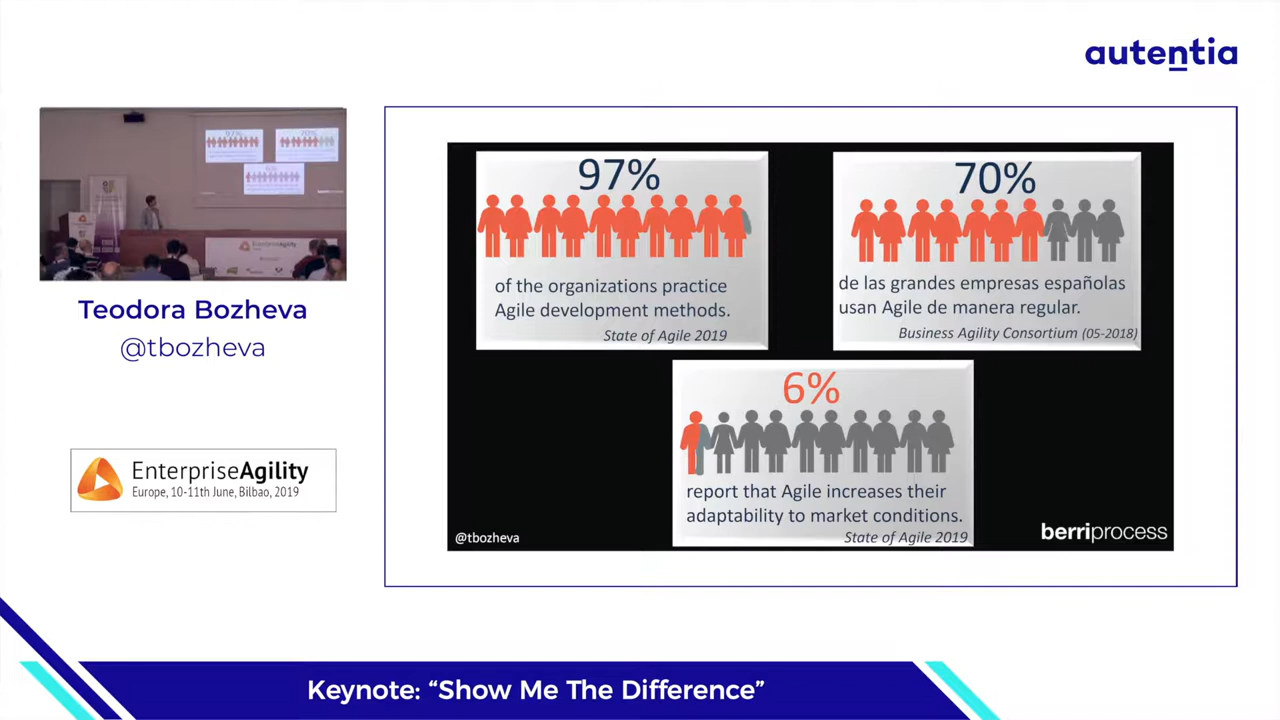 autentia
Teodora Bozheva
@tbozheva
EnterpriseAgility
Europe, 10-11th June, Bilbao, 2019
97%
of the organizations practice
Agile development methods.
State of Agile 2019
70%
de las grandes empresas españolas
usan Agile de manera regular.
Business Agility Consortium (05-2018)
6%
report that Agile increases their
adaptability to market conditions.
State of Agile 2019
@tbozheva
berriprocess
Keynote: “Show Me The Difference”